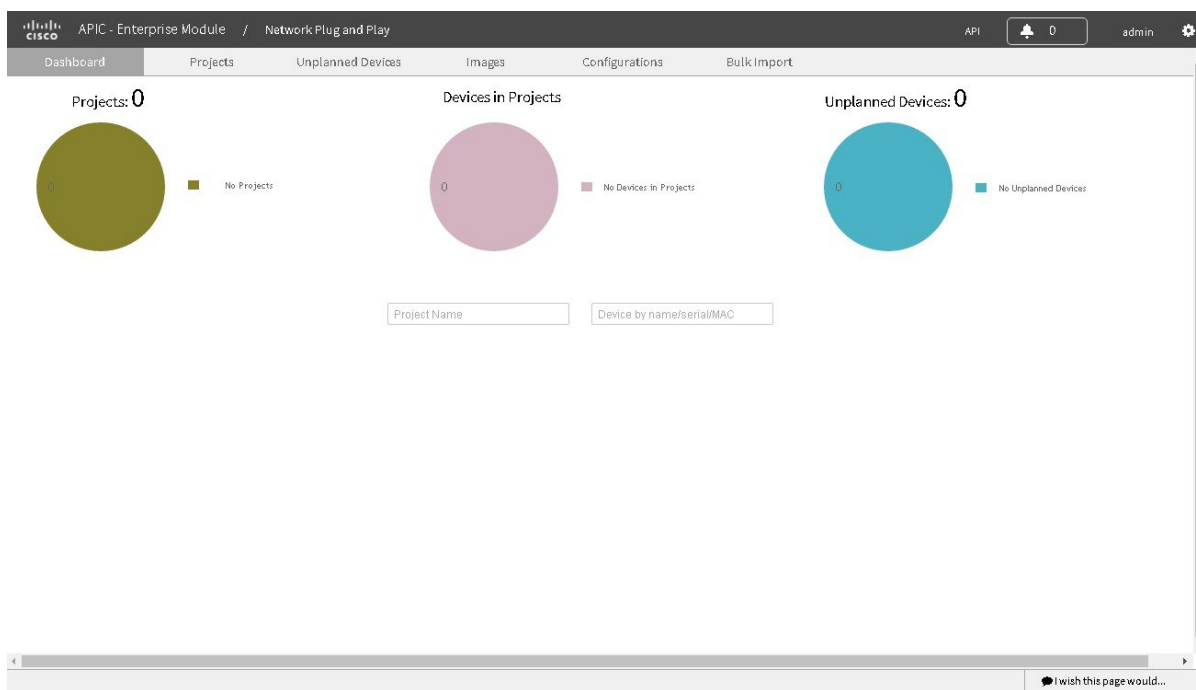 CISCO APIC - Enterprise Module / Network Plug and Play API 0 admin
Dashboard Projects Unplanned Devices Images Configurations Bulk Import
Projects: 0 Devices in Projects Unplanned Devices: 0
0 No Projects 0 No Devices in Projects 0 No Unplanned Devices
Project Name Device by name/serial/MAC
I wish this page would...